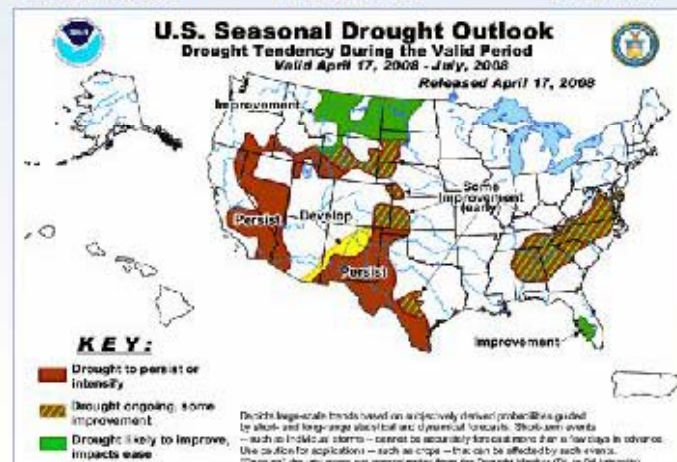 U.S. Seasonal Drought Outlook
Drought Tendency During the Valid Period
Valid April 17, 2008 - July, 2008
Released April 17, 2008
Improvement
Some
Improvement
(early)
Persist
Develop
Persist
Improvement
KEY:
Drought to persist or
intensify
Drought ongoing, some
improvement
Drought likely to improve,
impacts ease
Depicts large-scale trends based on subjectively derived probabilities guided
by short- and long-range statistical and dynamical forecasts. Short-term events
-- such as individual storms -- cannot be accurately forecast more than a few days in advance.
Use caution for applications -- such as crops -- that can be affected by such events.